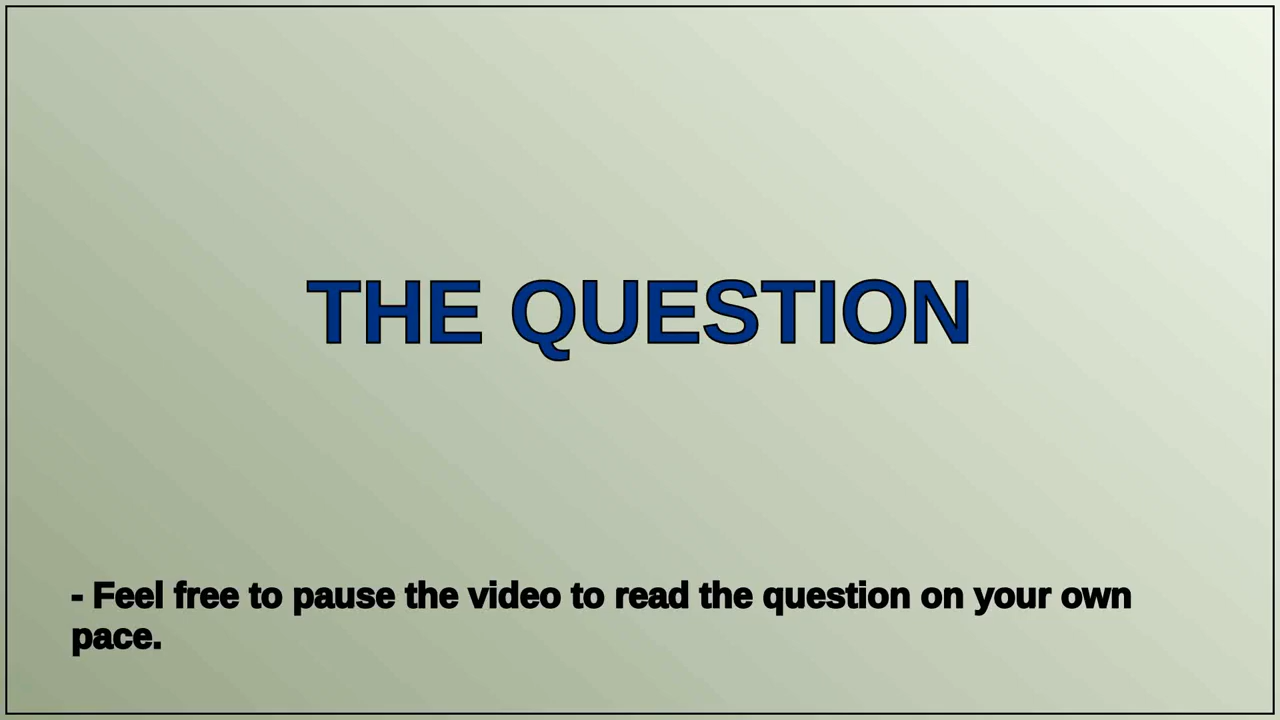 THE QUESTION
- Feel free to pause the video to read the question on your own
pace.